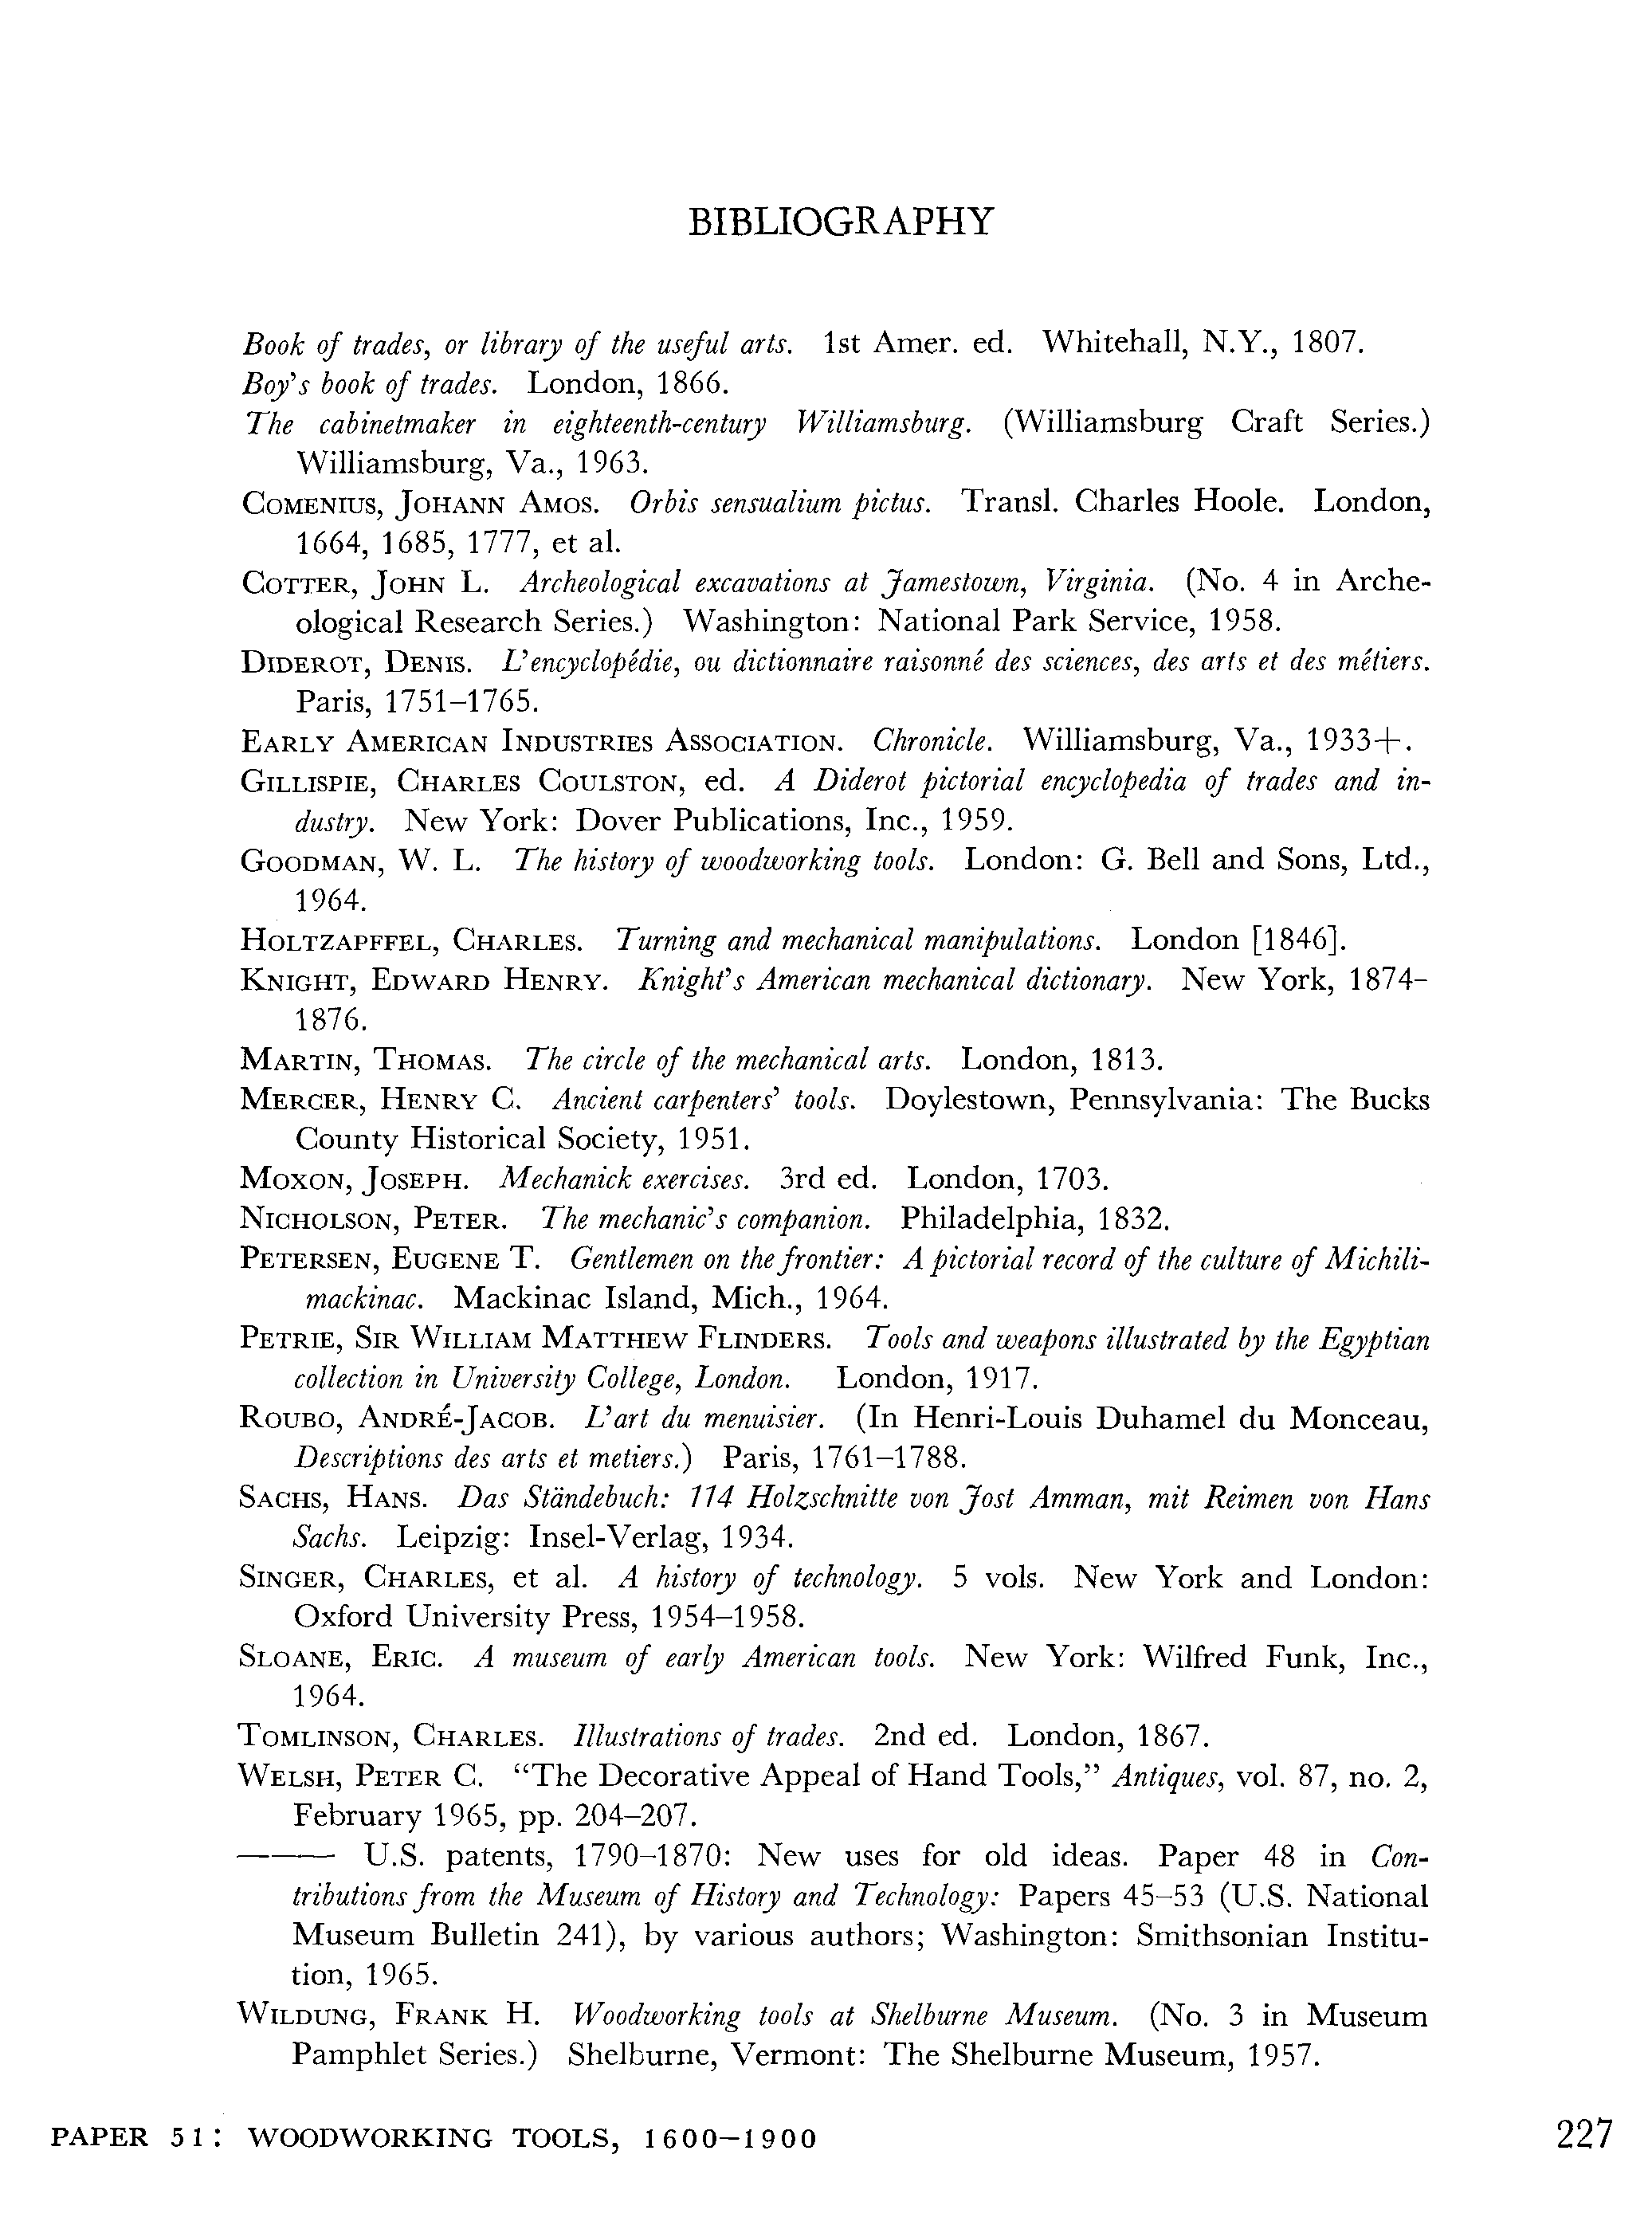 BIBLIOGRAPHY
Book of trades, or library of the useful arts. 1st Amer. ed. Whitehall, N.Y., 1807.
Boy's book of trades. London, 1866.
The cabinetmaker in eighteenth-century Williamsburg. (Williamsburg Craft Series.)
Williamsburg, Va., 1963.
COMENIUS, JOHANN AMOS. Orbis sensualium pictus. Transl. Charles Hoole. London,
1664, 1685, 1777, et al.
COTTER, JOHN L. Archeological excavations at Jamestown, Virginia. (No. 4 in Arche-
ological Research Series.) Washington: National Park Service, 1958.
DIDEROT, DENIS. L'encyclopédie, ou dictionnaire raisonné des sciences, des arts et des métiers.
Paris, 1751–1765.
EARLY AMERICAN INDUSTRIES ASSOCIATION. Chronicle. Williamsburg, Va., 1933+.
GILLISPIE, CHARLES COULSTON, ed. A Diderot pictorial encyclopedia of trades and in-
dustry. New York: Dover Publications, Inc., 1959.
GOODMAN, W. L. The history of woodworking tools. London: G. Bell and Sons, Ltd.,
1964.
HOLTZAPFFEL, CHARLES. Turning and mechanical manipulations. London [1846].
KNIGHT, EDWARD HENRY. Knight's American mechanical dictionary. New York, 1874–
1876.
MARTIN, THOMAS. The circle of the mechanical arts. London, 1813.
MERCER, HENRY C. Ancient carpenters' tools. Doylestown, Pennsylvania: The Bucks
County Historical Society, 1951.
MOXON, JOSEPH. Mechanick exercises. 3rd ed. London, 1703.
NICHOLSON, PETER. The mechanic's companion. Philadelphia, 1832.
PETERSEN, EUGENE T. Gentlemen on the frontier: A pictorial record of the culture of Michili-
mackinac. Mackinac Island, Mich., 1964.
PETRIE, SIR WILLIAM MATTHEW FLINDERS. Tools and weapons illustrated by the Egyptian
collection in University College, London. London, 1917.
ROUBO, ANDRÉ-JACOB. L'art du menuisier. (In Henri-Louis Duhamel du Monceau,
Descriptions des arts et metiers.) Paris, 1761–1788.
SACHS, HANS. Das Ständebuch: 114 Holzschnitte von Jost Amman, mit Reimen von Hans
Sachs. Leipzig: Insel-Verlag, 1934.
SINGER, CHARLES, et al. A history of technology. 5 vols. New York and London:
Oxford University Press, 1954–1958.
SLOANE, ERIC. A museum of early American tools. New York: Wilfred Funk, Inc.,
1964.
TOMLINSON, CHARLES. Illustrations of trades. 2nd ed. London, 1867.
WELSH, PETER C. "The Decorative Appeal of Hand Tools," Antiques, vol. 87, no. 2,
February 1965, pp. 204–207.
——— U.S. patents, 1790–1870: New uses for old ideas. Paper 48 in Con-
tributions from the Museum of History and Technology: Papers 45–53 (U.S. National
Museum Bulletin 241), by various authors; Washington: Smithsonian Institu-
tion, 1965.
WILDUNG, FRANK H. Woodworking tools at Shelburne Museum. (No. 3 in Museum
Pamphlet Series.) Shelburne, Vermont: The Shelburne Museum, 1957.
PAPER 51: WOODWORKING TOOLS, 1600–1900 227